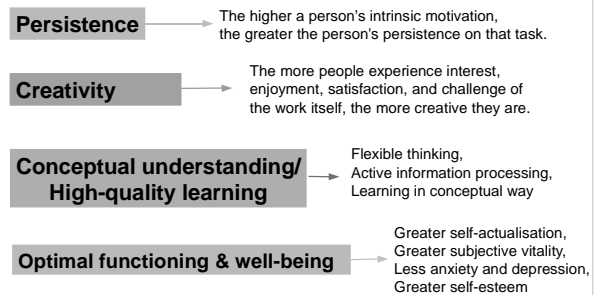 Persistence
The higher a person's intrinsic motivation,
the greater the person's persistence on that task.
Creativity
The more people experience interest,
enjoyment, satisfaction, and challenge of
the work itself, the more creative they are.
Conceptual understanding/
High-quality learning
Flexible thinking,
Active information processing,
Learning in conceptual way
Optimal functioning & well-being
Greater self-actualisation,
Greater subjective vitality,
Less anxiety and depression,
Greater self-esteem